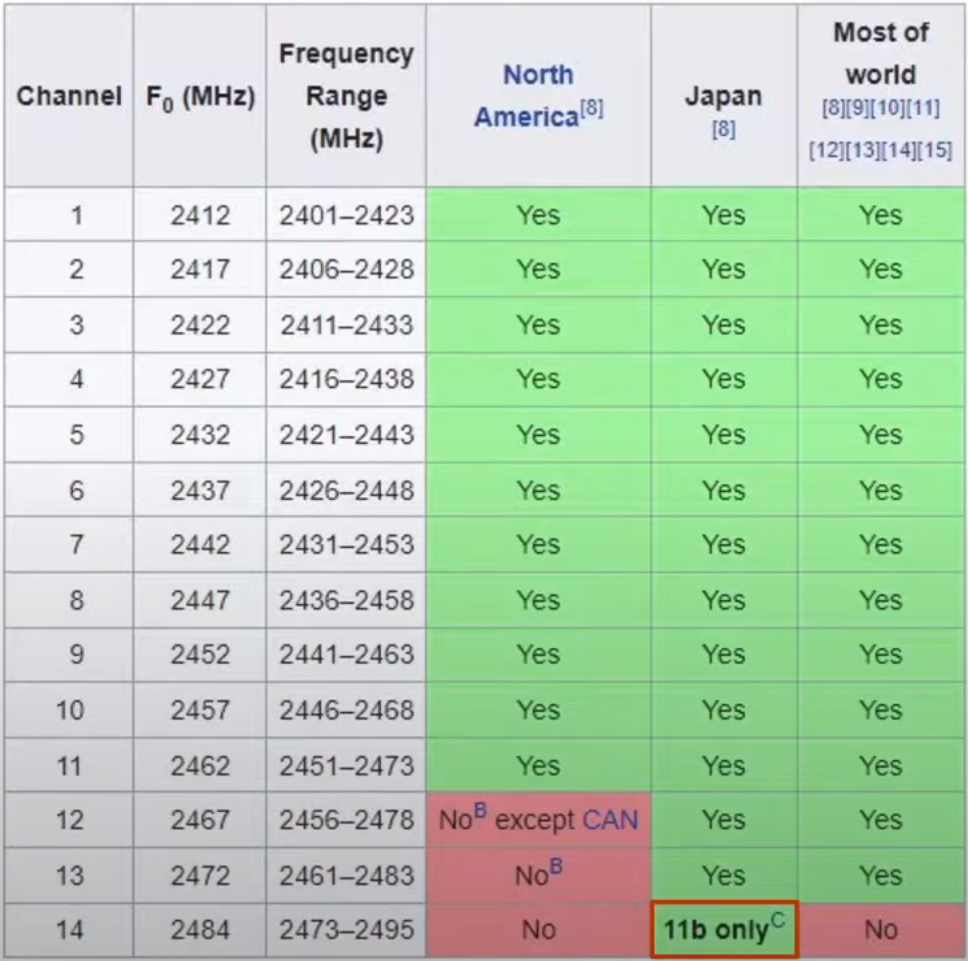 Channel F0 (MHz) Frequency Range (MHz) North America[8] Japan [8] Most of world [8][9][10][11] [12][13][14][15]
1 2412 2401–2423 Yes Yes Yes
2 2417 2406–2428 Yes Yes Yes
3 2422 2411–2433 Yes Yes Yes
4 2427 2416–2438 Yes Yes Yes
5 2432 2421–2443 Yes Yes Yes
6 2437 2426–2448 Yes Yes Yes
7 2442 2431–2453 Yes Yes Yes
8 2447 2436–2458 Yes Yes Yes
9 2452 2441–2463 Yes Yes Yes
10 2457 2446–2468 Yes Yes Yes
11 2462 2451–2473 Yes Yes Yes
12 2467 2456–2478 NoB except CAN Yes Yes
13 2472 2461–2483 NoB Yes Yes
14 2484 2473–2495 No 11b onlyC No